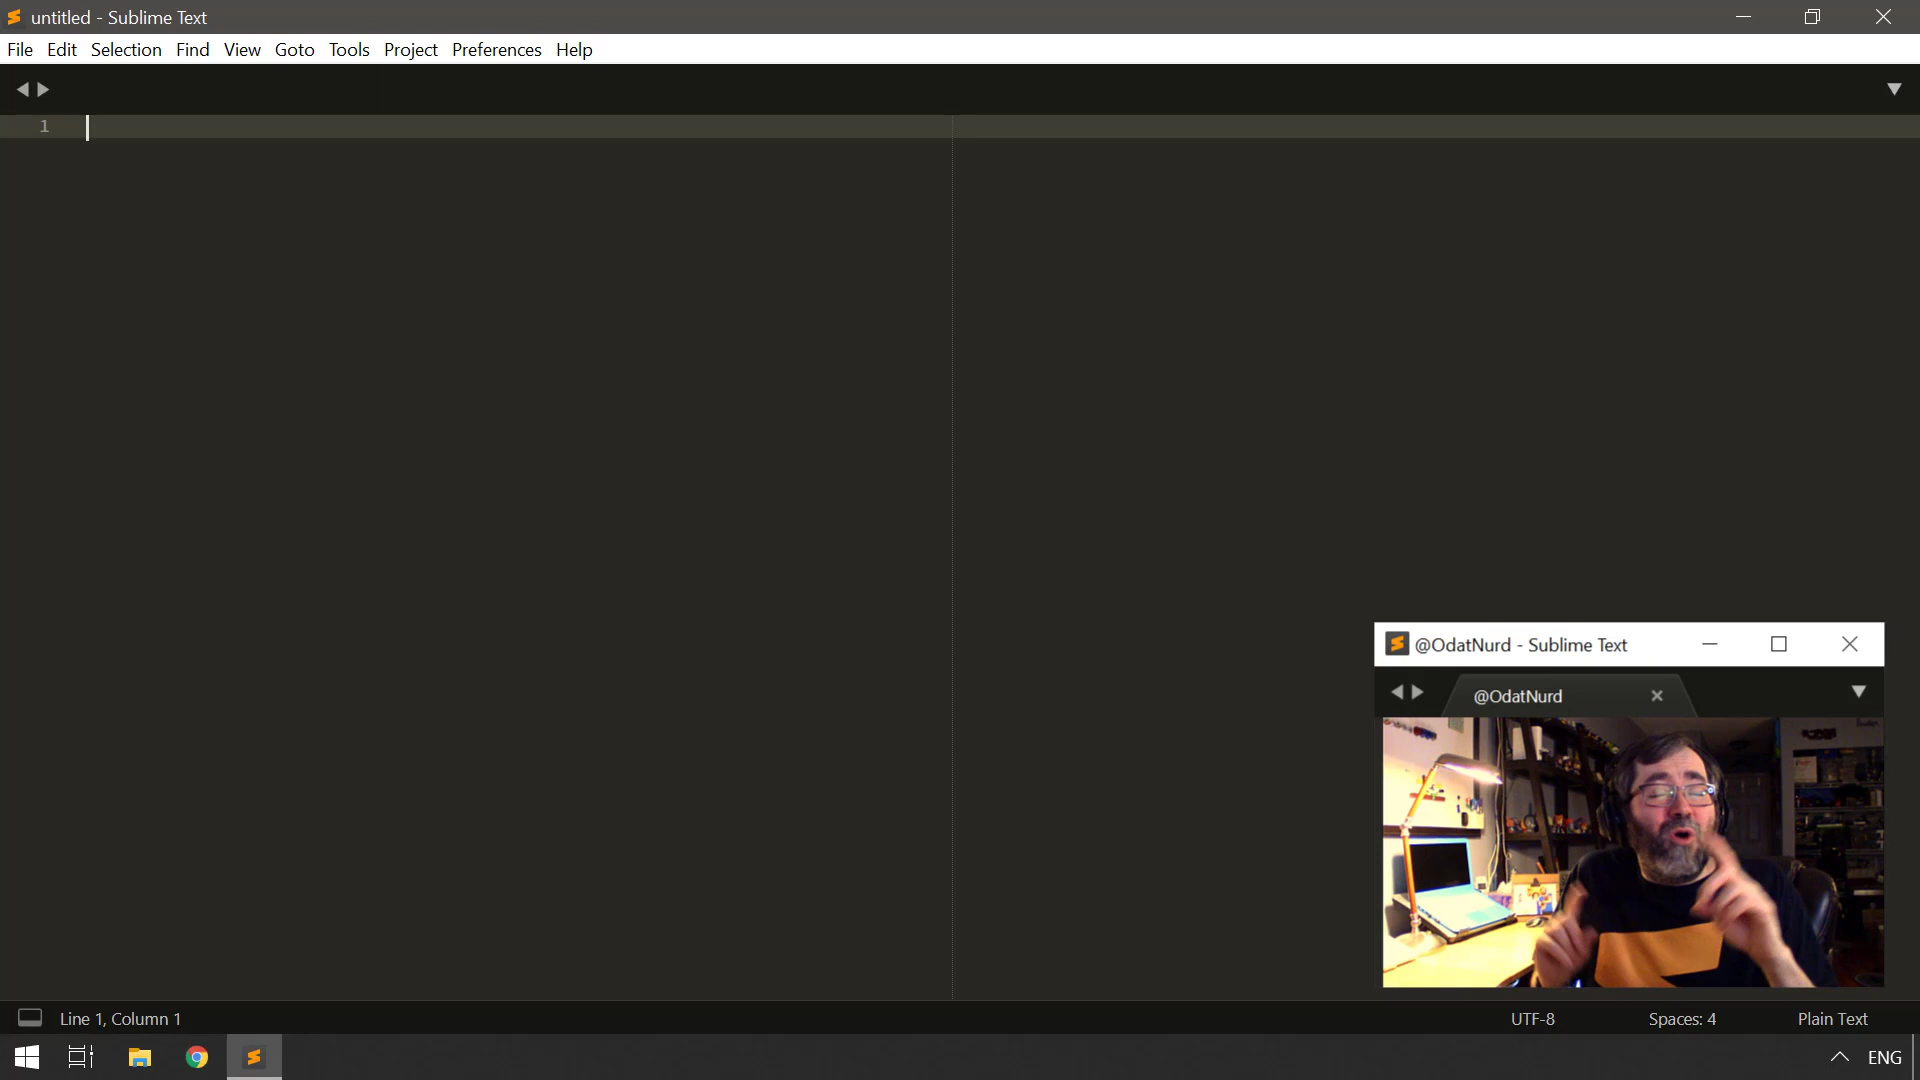 untitled - Sublime Text
File Edit Selection Find View Goto Tools Project Preferences Help
1
@OdatNurd - Sublime Text
@OdatNurd
Line 1, Column 1
UTF-8
Spaces: 4
Plain Text
ENG